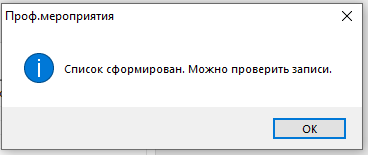 Проф.мероприятия
Список сформирован. Можно проверить записи.
OK